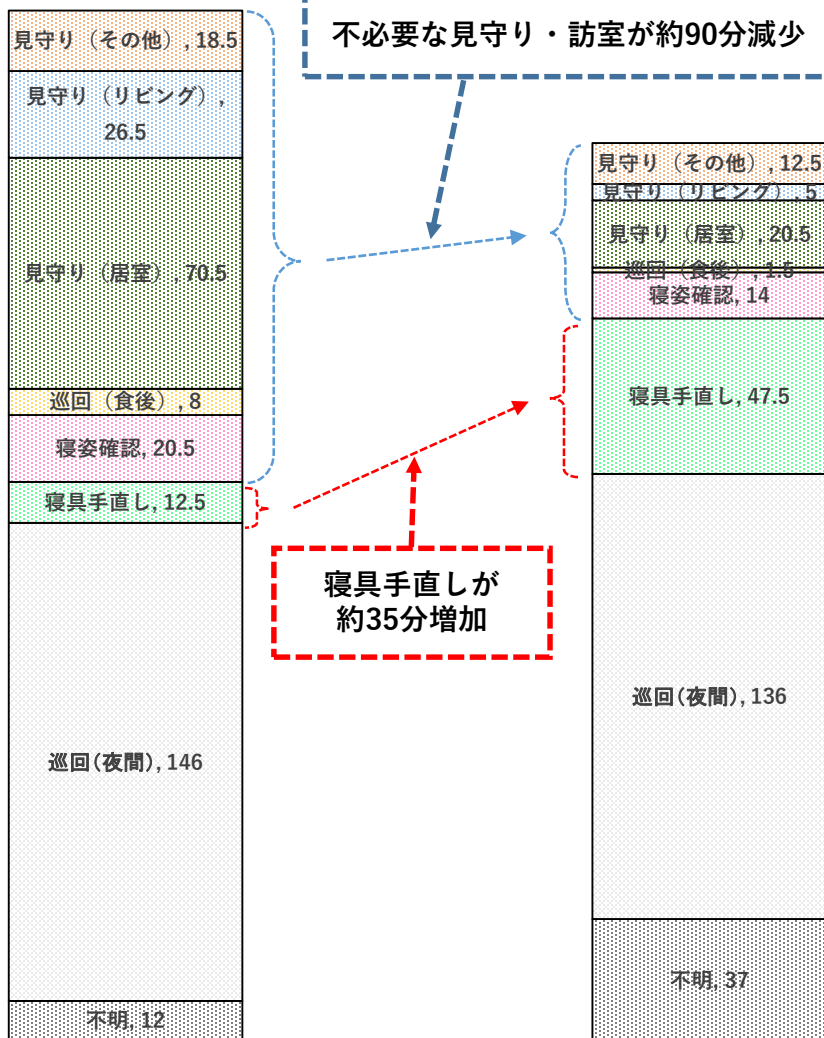 不必要な見守り・訪室が約90分減少
見守り（その他）, 18.5
見守り（リビング）,
26.5
見守り（居室）, 70.5
巡回（食後）, 8
寝姿確認, 20.5
寝具手直し, 12.5
巡回(夜間), 146
不明, 12
寝具手直しが
約35分増加
見守り（その他）, 12.5
見守り（リビング）, 5
見守り（居室）, 20.5
巡回（食後）, 1.5
寝姿確認, 14
寝具手直し, 47.5
巡回(夜間), 136
不明, 37